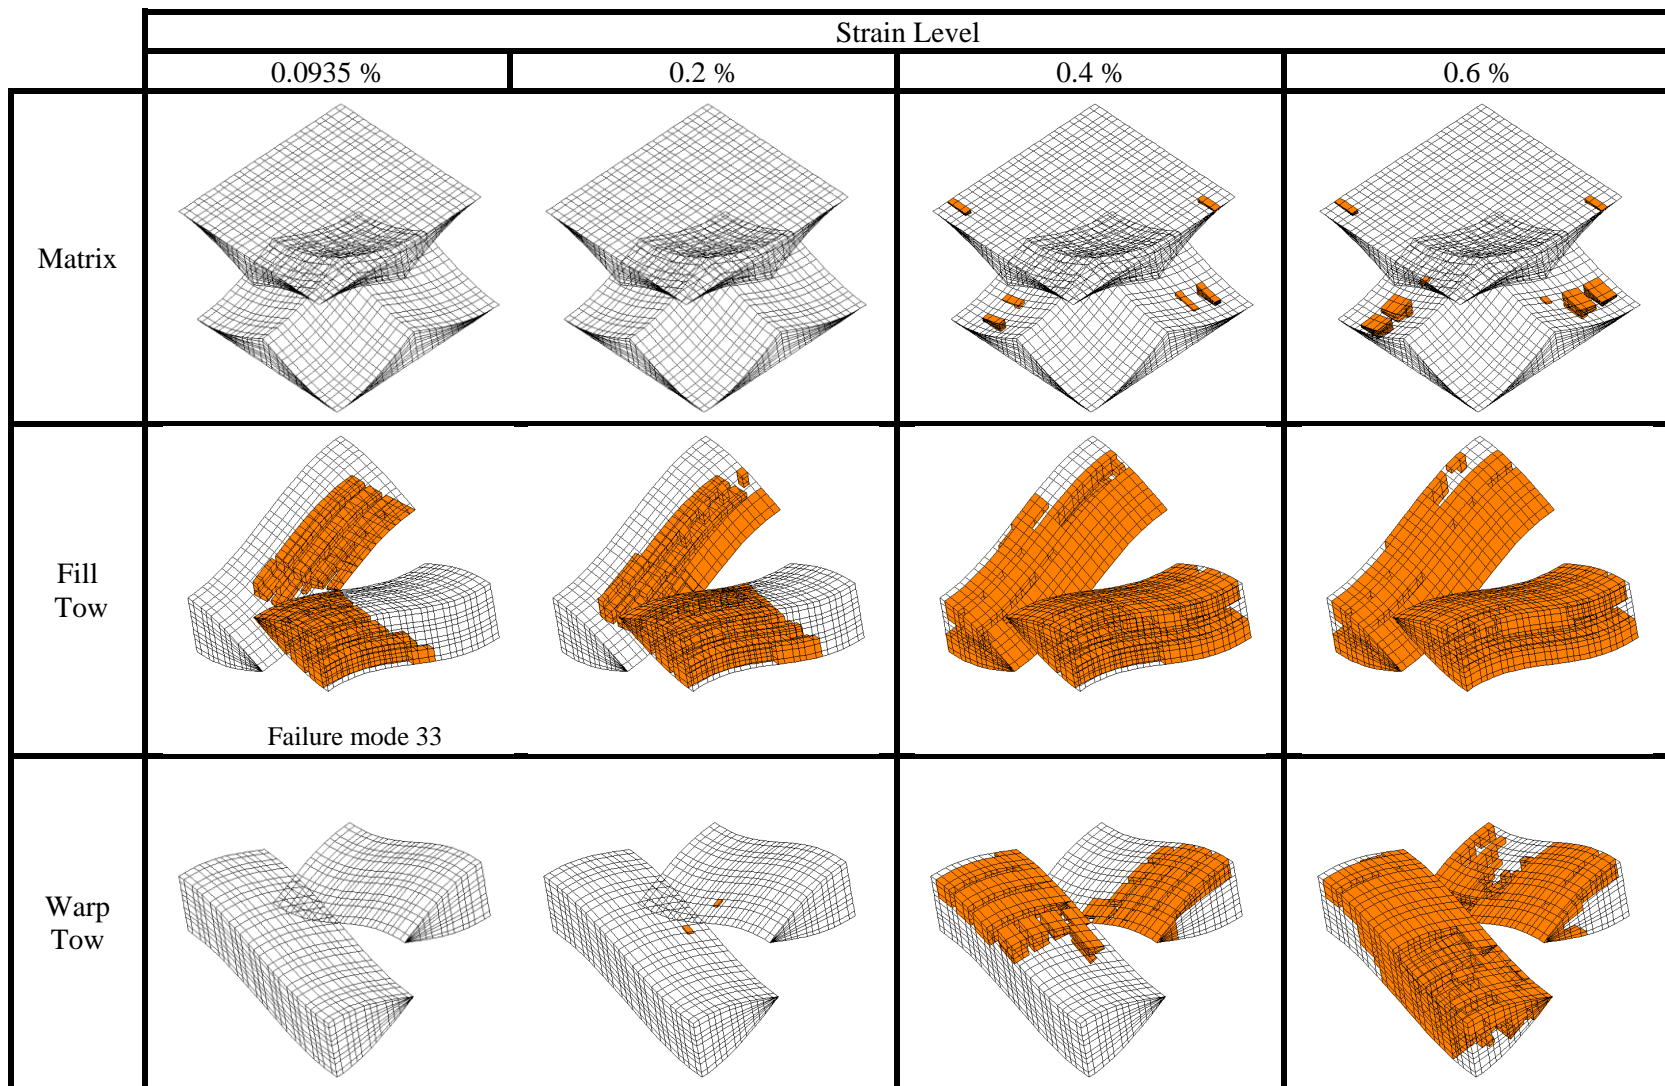 Strain Level
0.0935 %
0.2 %
0.4 %
0.6 %
Matrix
Fill
Tow
Failure mode 33
Warp
Tow